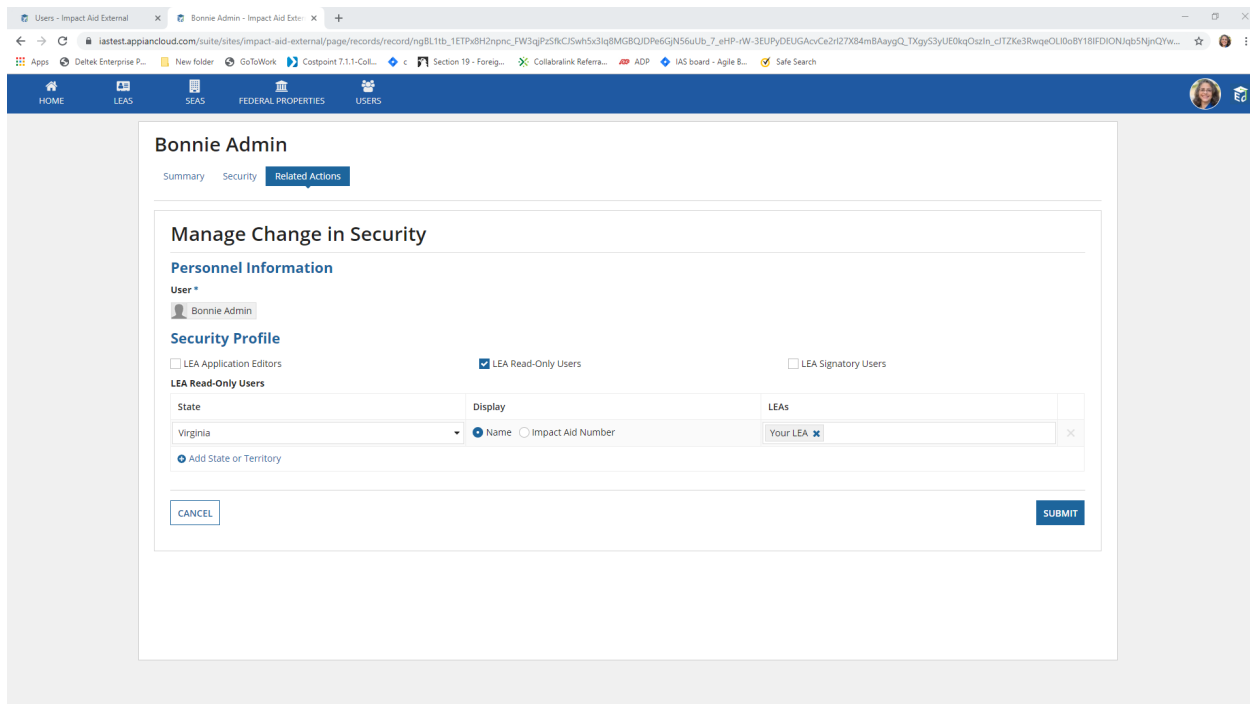 Users - Impact Aid External
Bonnie Admin - Impact Aid Exter
iastest.appiancloud.com/suite/sites/impact-aid-external/page/records/record/
Apps Deltek Enterprise P... New folder GoToWork Costpoint 7.1.1-Coll... c Section 19 - Foreig... Collabralink Referra... ADP IAS board - Agile B... Safe Search
HOME LEAS SEAS FEDERAL PROPERTIES USERS
Bonnie Admin
Summary Security Related Actions
Manage Change in Security
Personnel Information
User *
Bonnie Admin
Security Profile
LEA Application Editors LEA Read-Only Users LEA Signatory Users
LEA Read-Only Users
State Display LEAs
Virginia Name Impact Aid Number Your LEA
Add State or Territory
CANCEL SUBMIT